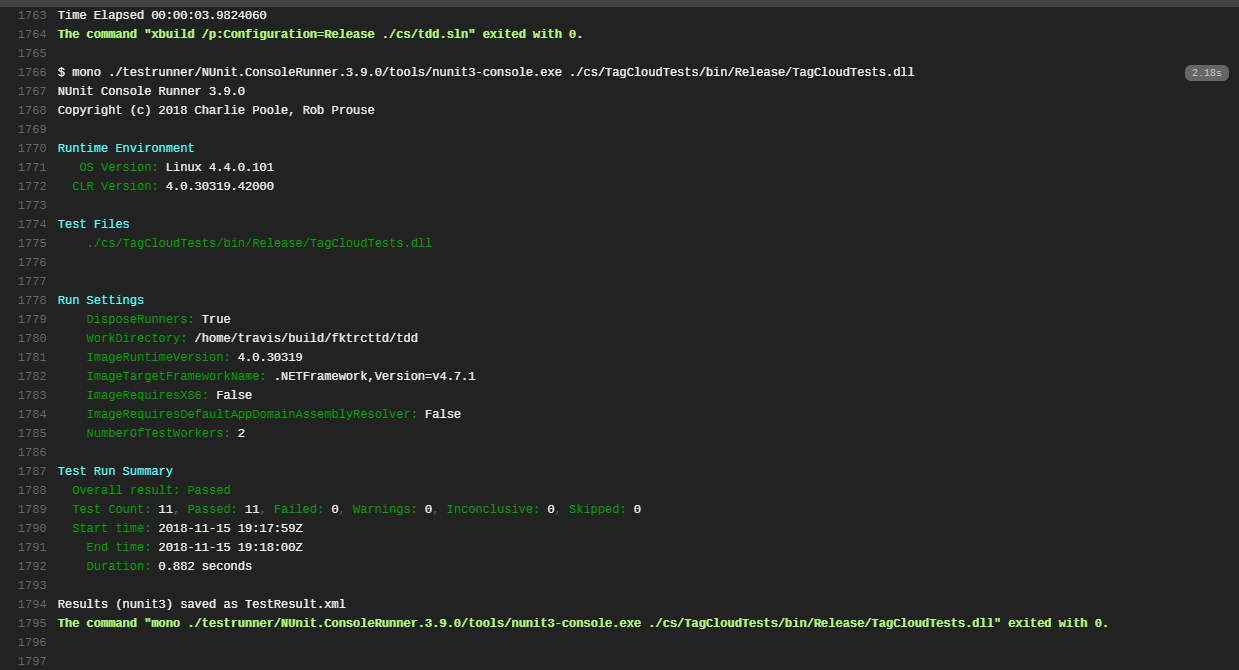 1763 Time Elapsed 00:00:03.9824060
1764 The command "xbuild /p:Configuration=Release ./cs/tdd.sln" exited with 0.
1765
1766 $ mono ./testrunner/NUnit.ConsoleRunner.3.9.0/tools/nunit3-console.exe ./cs/TagCloudTests/bin/Release/TagCloudTests.dll 2.18s
1767 NUnit Console Runner 3.9.0
1768 Copyright (c) 2018 Charlie Poole, Rob Prouse
1769
1770 Runtime Environment
1771 OS Version: Linux 4.4.0.101
1772 CLR Version: 4.0.30319.42000
1773
1774 Test Files
1775 ./cs/TagCloudTests/bin/Release/TagCloudTests.dll
1776
1777
1778 Run Settings
1779 DisposeRunners: True
1780 WorkDirectory: /home/travis/build/fktrcttd/tdd
1781 ImageRuntimeVersion: 4.0.30319
1782 ImageTargetFrameworkName: .NETFramework,Version=v4.7.1
1783 ImageRequiresX86: False
1784 ImageRequiresDefaultAppDomainAssemblyResolver: False
1785 NumberOfTestWorkers: 2
1786
1787 Test Run Summary
1788 Overall result: Passed
1789 Test Count: 11, Passed: 11, Failed: 0, Warnings: 0, Inconclusive: 0, Skipped: 0
1790 Start time: 2018-11-15 19:17:59Z
1791 End time: 2018-11-15 19:18:00Z
1792 Duration: 0.882 seconds
1793
1794 Results (nunit3) saved as TestResult.xml
1795 The command "mono ./testrunner/NUnit.ConsoleRunner.3.9.0/tools/nunit3-console.exe ./cs/TagCloudTests/bin/Release/TagCloudTests.dll" exited with 0.
1796
1797